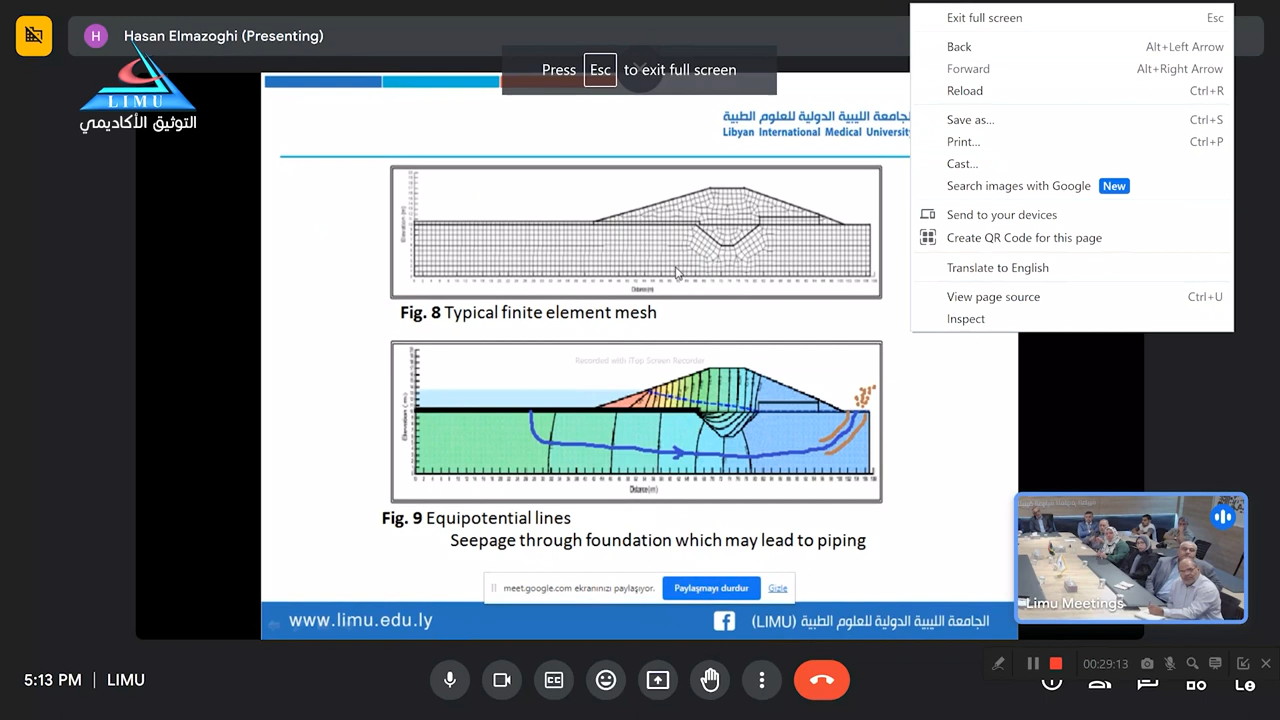 H
Hasan Elmazoghi (Presenting)
LIMU
التوثيق الأكاديمي
Press Esc to exit full screen
الجامعة الليبية الدولية للعلوم الطبية
Libyan International Medical University
Exit full screen Esc
Back Alt+Left Arrow
Forward Alt+Right Arrow
Reload Ctrl+R
Save as... Ctrl+S
Print... Ctrl+P
Cast...
Search images with Google New
Send to your devices
Create QR Code for this page
Translate to English
View page source Ctrl+U
Inspect
Distance (m)
Fig. 8 Typical finite element mesh
Recorded with iTop Screen Recorder
Distance (m)
Fig. 9 Equipotential lines
Seepage through foundation which may lead to piping
meet.google.com ekranınızı paylaşıyor. Paylaşmayı durdur Gizle
www.limu.edu.ly
الجامعة الليبية الدولية للعلوم الطبية (LIMU)
Limu Meetings
5:13 PM | LIMU
00:29:13